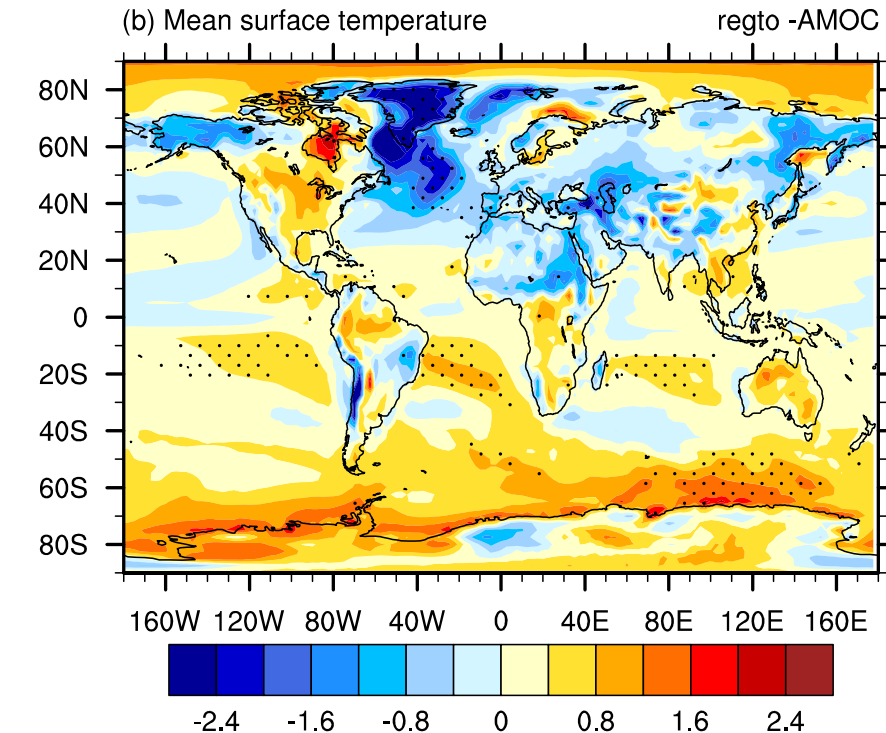 (b) Mean surface temperature regto -AMOC
80N
60N
40N
20N
0
20S
40S
60S
80S
160W 120W 80W 40W 0 40E 80E 120E 160E
-2.4 -1.6 -0.8 0 0.8 1.6 2.4